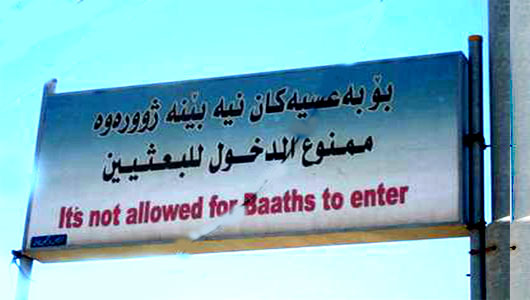 بۆ بەعسیەکان نیە بێنە ژوورەوە
ممنوع الدخول للبعثيين
It's not allowed for Baaths to enter